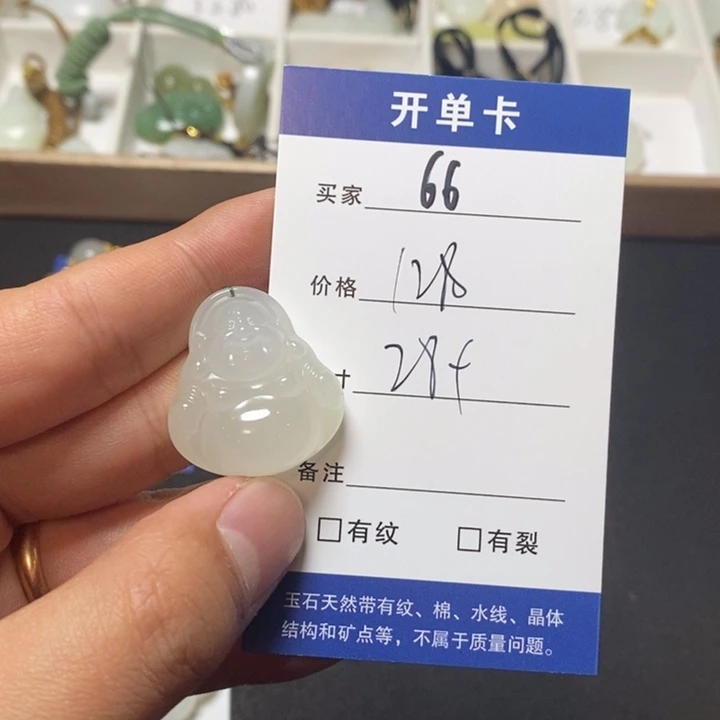 开单卡
买家 66
价格 128
寸 284
备注
□有纹 □有裂
玉石天然带有纹、棉、水线、晶体
结构和矿点等，不属于质量问题。